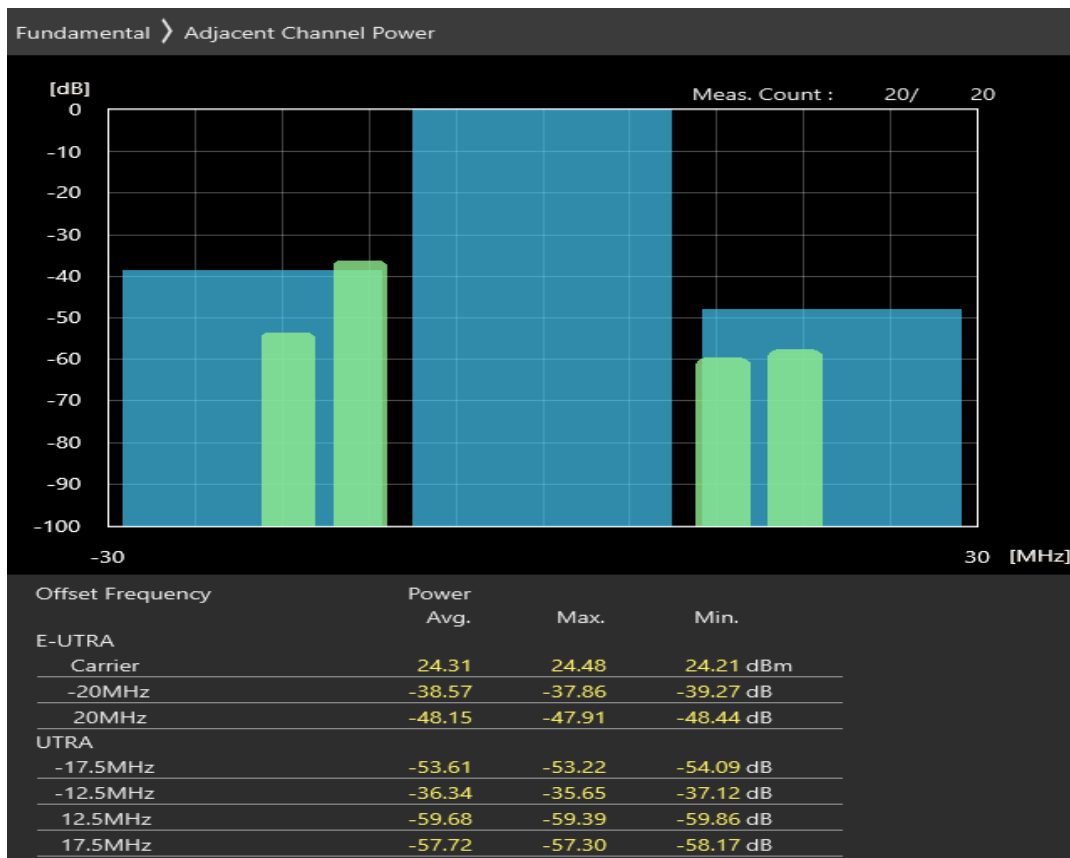 Fundamental 〉 Adjacent Channel Power
[dB]
Meas. Count : 20/ 20
0
-10
-20
-30
-40
-50
-60
-70
-80
-90
-100
-30 30 [MHz]
Offset Frequency Power
Avg. Max. Min.
E-UTRA
Carrier 24.31 24.48 24.21 dBm
-20MHz -38.57 -37.86 -39.27 dB
20MHz -48.15 -47.91 -48.44 dB
UTRA
-17.5MHz -53.61 -53.22 -54.09 dB
-12.5MHz -36.34 -35.65 -37.12 dB
12.5MHz -59.68 -59.39 -59.86 dB
17.5MHz -57.72 -57.30 -58.17 dB